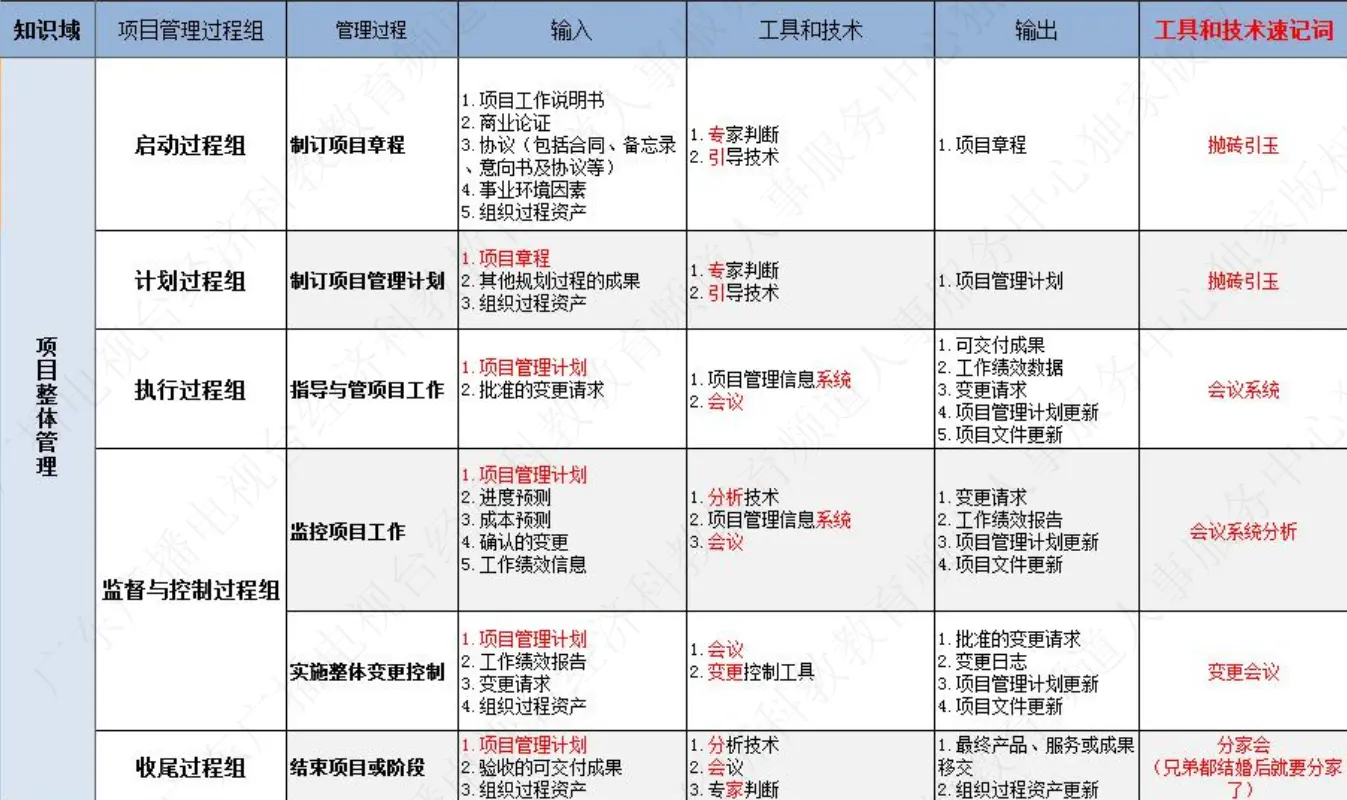 知识域 项目管理过程组 管理过程 输入 工具和技术 输出 工具和技术速记词
项目整体管理
启动过程组
制订项目章程
1. 项目工作说明书
2. 商业论证
3. 协议（包括合同、备忘录
、意向书及协议等）
4. 事业环境因素
5. 组织过程资产
1. 专家判断
2. 引导技术
1. 项目章程
抛砖引玉
计划过程组
制订项目管理计划
1. 项目章程
2. 其他规划过程的成果
3. 组织过程资产
1. 专家判断
2. 引导技术
1. 项目管理计划
抛砖引玉
执行过程组
指导与管项目工作
1. 项目管理计划
2. 批准的变更请求
1. 项目管理信息系统
2. 会议
1. 可交付成果
2. 工作绩效数据
3. 变更请求
4. 项目管理计划更新
5. 项目文件更新
会议系统
监督与控制过程组
监控项目工作
1. 项目管理计划
2. 进度预测
3. 成本预测
4. 确认的变更
5. 工作绩效信息
1. 分析技术
2. 项目管理信息系统
3. 会议
1. 变更请求
2. 工作绩效报告
3. 项目管理计划更新
4. 项目文件更新
会议系统分析
实施整体变更控制
1. 项目管理计划
2. 工作绩效报告
3. 变更请求
4. 组织过程资产
1. 会议
2. 变更控制工具
1. 批准的变更请求
2. 变更日志
3. 项目管理计划更新
4. 项目文件更新
变更会议
收尾过程组
结束项目或阶段
1. 项目管理计划
2. 验收的可交付成果
3. 组织过程资产
1. 分析技术
2. 会议
3. 专家判断
1. 最终产品、服务或成果
移交
2. 组织过程资产更新
分家会
（兄弟都结婚后就要分家
了）